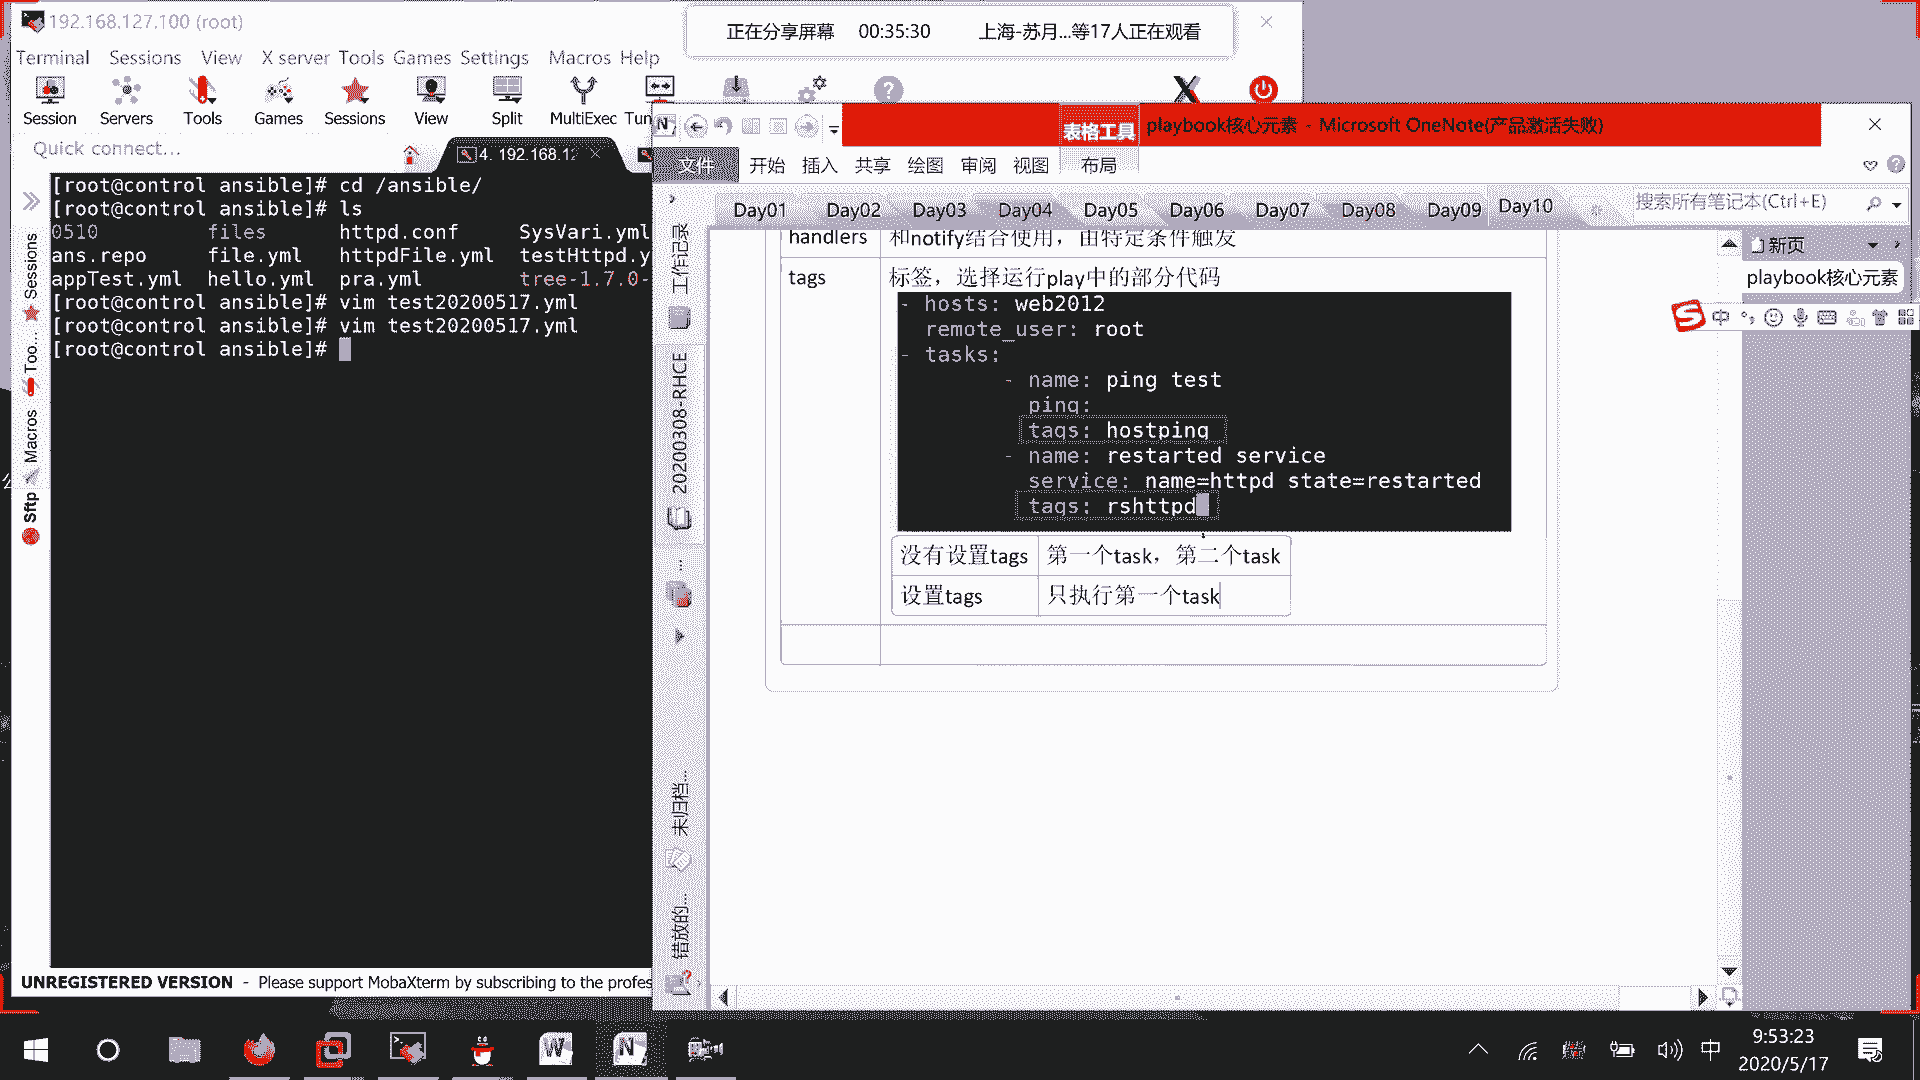 192.168.127.100 (root)
正在分享屏幕 00:35:30 上海-苏月...等17人正在观看
Terminal Sessions View X server Tools Games Settings Macros Help
Session Servers Tools Games Sessions View Split MultiExec Tun
Quick connect...
4. 192.168.12
[root@control ansible]# cd /ansible/
[root@control ansible]# ls
0510 files httpd.conf SysVari.yml
ans.repo file.yml httpdFile.yml testHttpd.y
appTest.yml hello.yml pra.yml tree-1.7.0-
[root@control ansible]# vim test20200517.yml
[root@control ansible]# vim test20200517.yml
[root@control ansible]#
Sessions
Too...
Macros
Sftp
UNREGISTERED VERSION - Please support MobaXterm by subscribing to the profes
表格工具 playbook核心元素 - Microsoft OneNote(产品激活失败)
文件 开始 插入 共享 绘图 审阅 视图 布局
Day01 Day02 Day03 Day04 Day05 Day06 Day07 Day08 Day09 Day10
搜索所有笔记本(Ctrl+E)
工作记录
20200308-RHCE
...
未归档...
错放的...
handlers 和notify结合使用，由特定条件触发
tags 标签，选择运行play中的部分代码
- hosts: web2012
remote_user: root
- tasks:
- name: ping test
ping:
tags: hostping
- name: restarted service
service: name=httpd state=restarted
tags: rshttpd
没有设置tags 第一个task，第二个task
设置tags 只执行第一个task
新页
playbook核心元素
中
中
9:53:23
2020/5/17